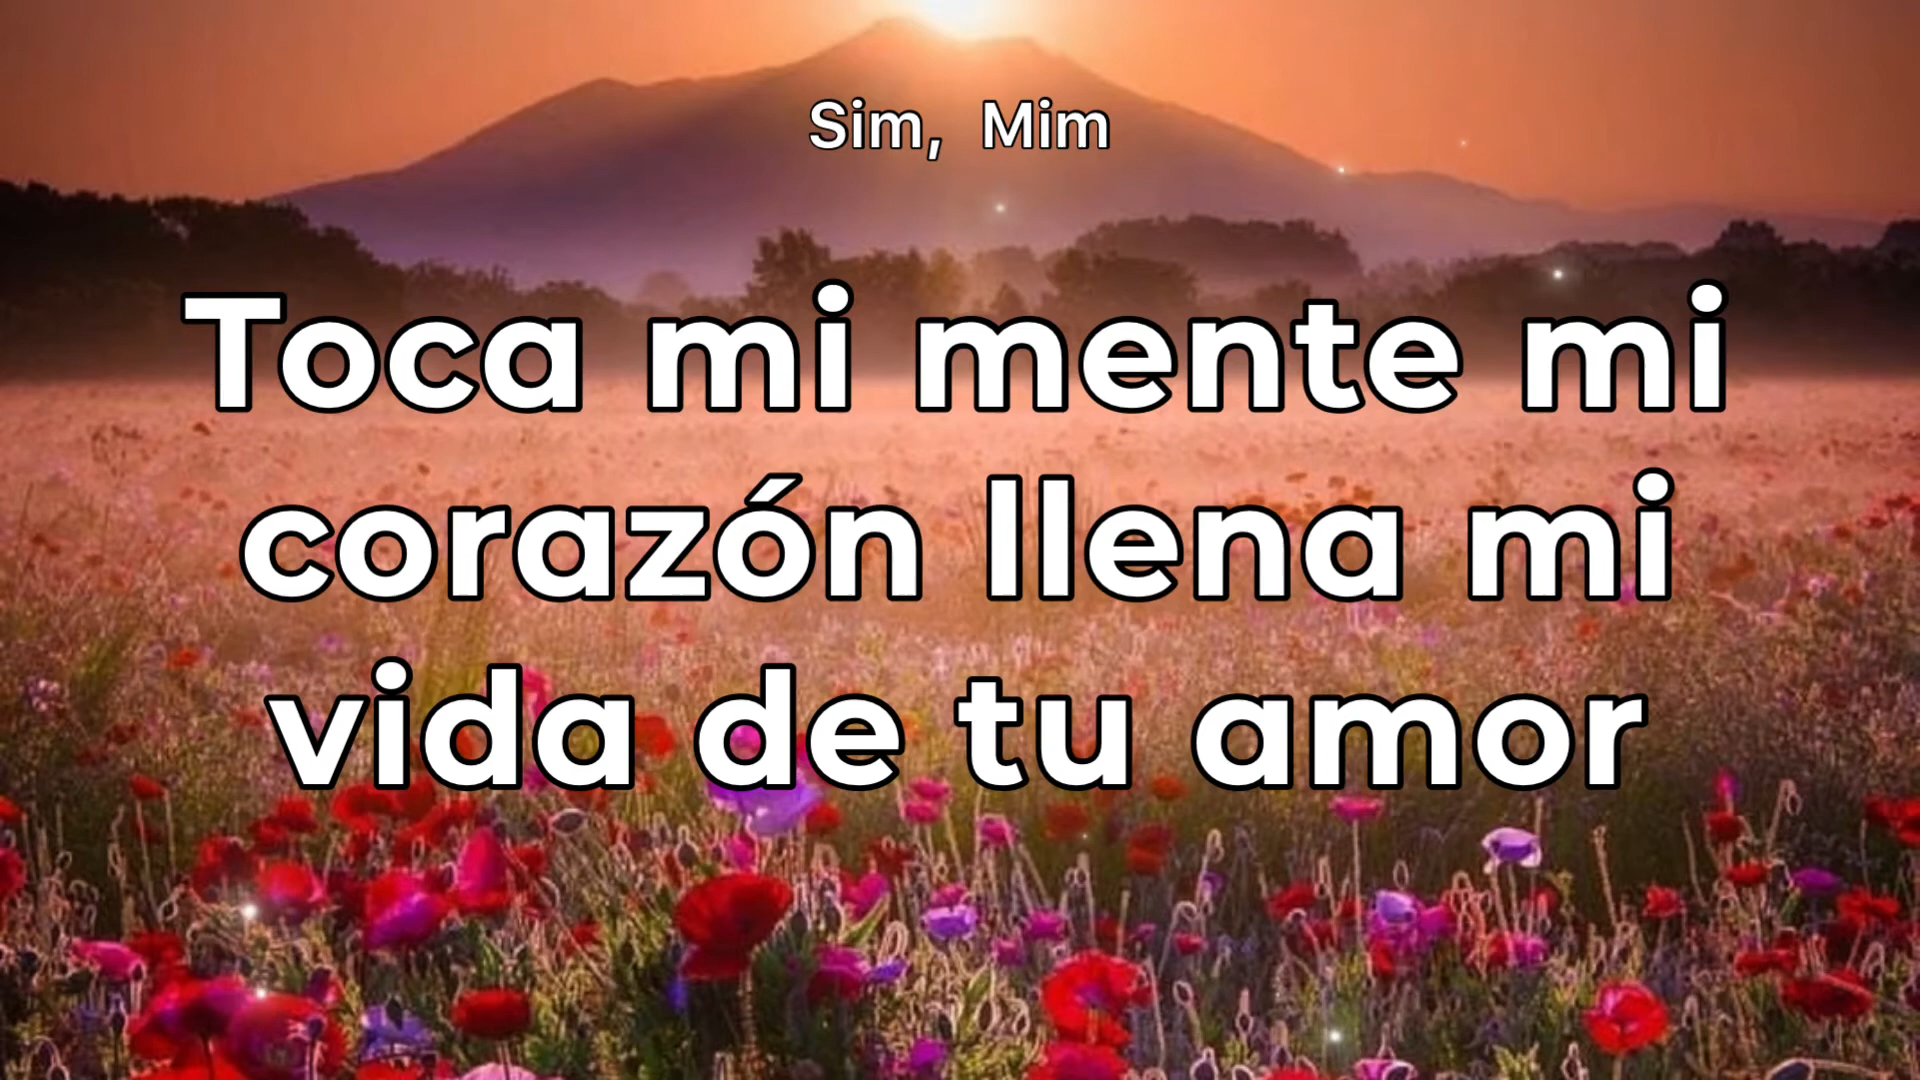 Sim, Mim
Toca mi mente mi
corazón llena mi
vida de tu amor